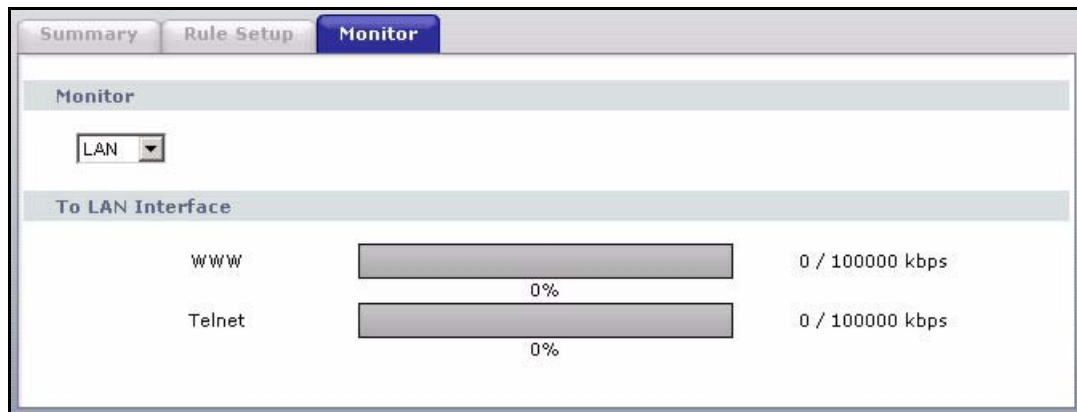 Summary Rule Setup Monitor
Monitor
LAN
To LAN Interface
WWW 0 / 100000 kbps
0%
Telnet 0 / 100000 kbps
0%